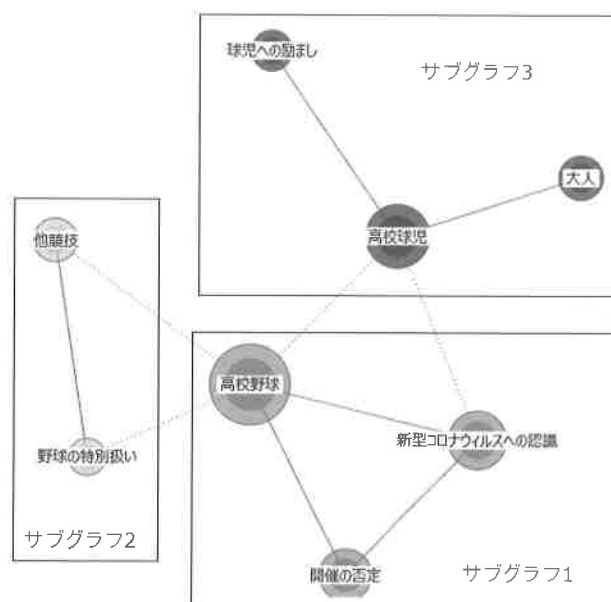 球児への励まし
サブグラフ3
大人
高校球児
他競技
高校野球
新型コロナウィルスへの認識
野球の特別扱い
サブグラフ2
開催の否定
サブグラフ1